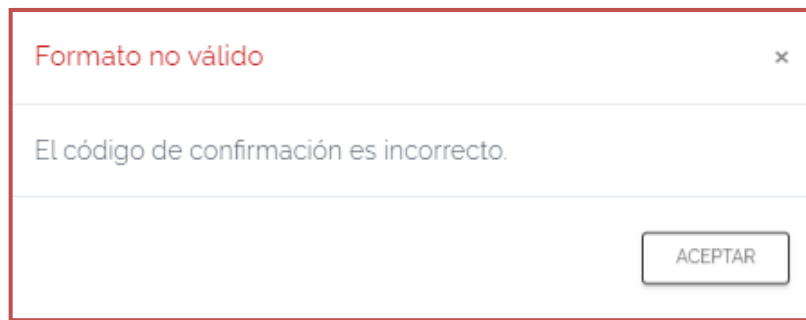 Formato no válido ×
El código de confirmación es incorrecto.
ACEPTAR